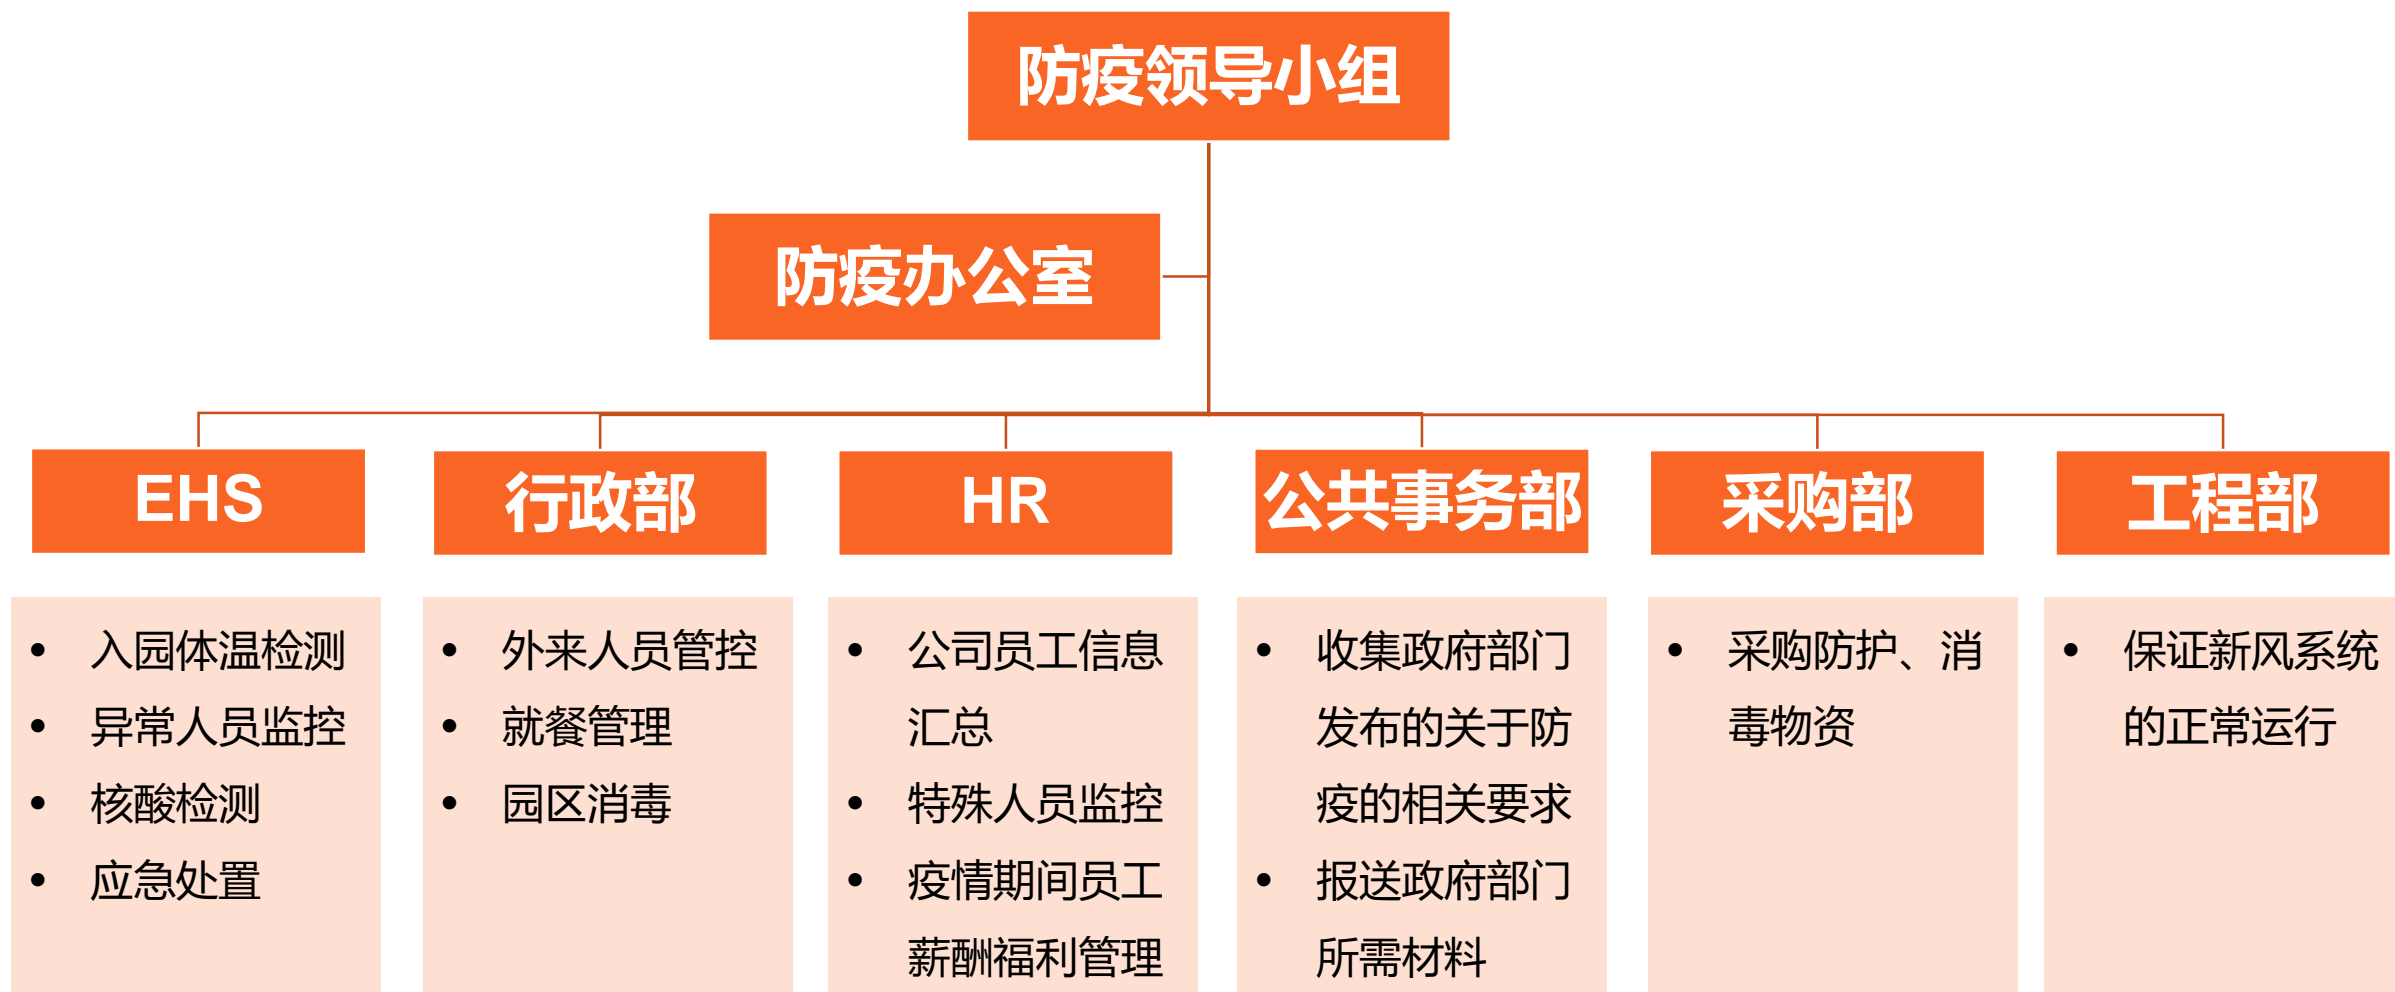 防疫领导小组
防疫办公室
EHS
行政部
HR
公共事务部
采购部
工程部
• 入园体温检测
• 异常人员监控
• 核酸检测
• 应急处置
• 外来人员管控
• 就餐管理
• 园区消毒
• 公司员工信息
汇总
• 特殊人员监控
• 疫情期间员工
薪酬福利管理
• 收集政府部门
发布的关于防
疫的相关要求
• 报送政府部门
所需材料
• 采购防护、消
毒物资
• 保证新风系统
的正常运行